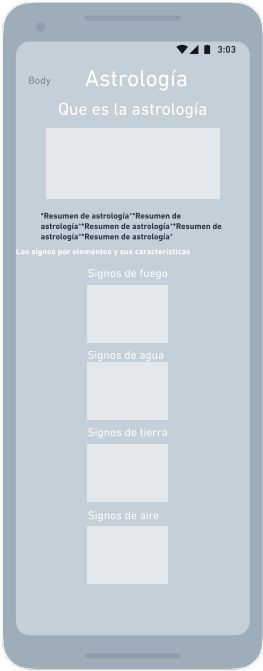 3:03
Body
Astrología
Que es la astrología
*Resumen de astrología**Resumen de
astrología**Resumen de astrología**Resumen de
astrología**Resumen de astrología*
Los signos por elementos y sus caracteristicas
Signos de fuego
Signos de agua
Signos de tierra
Signos de aire